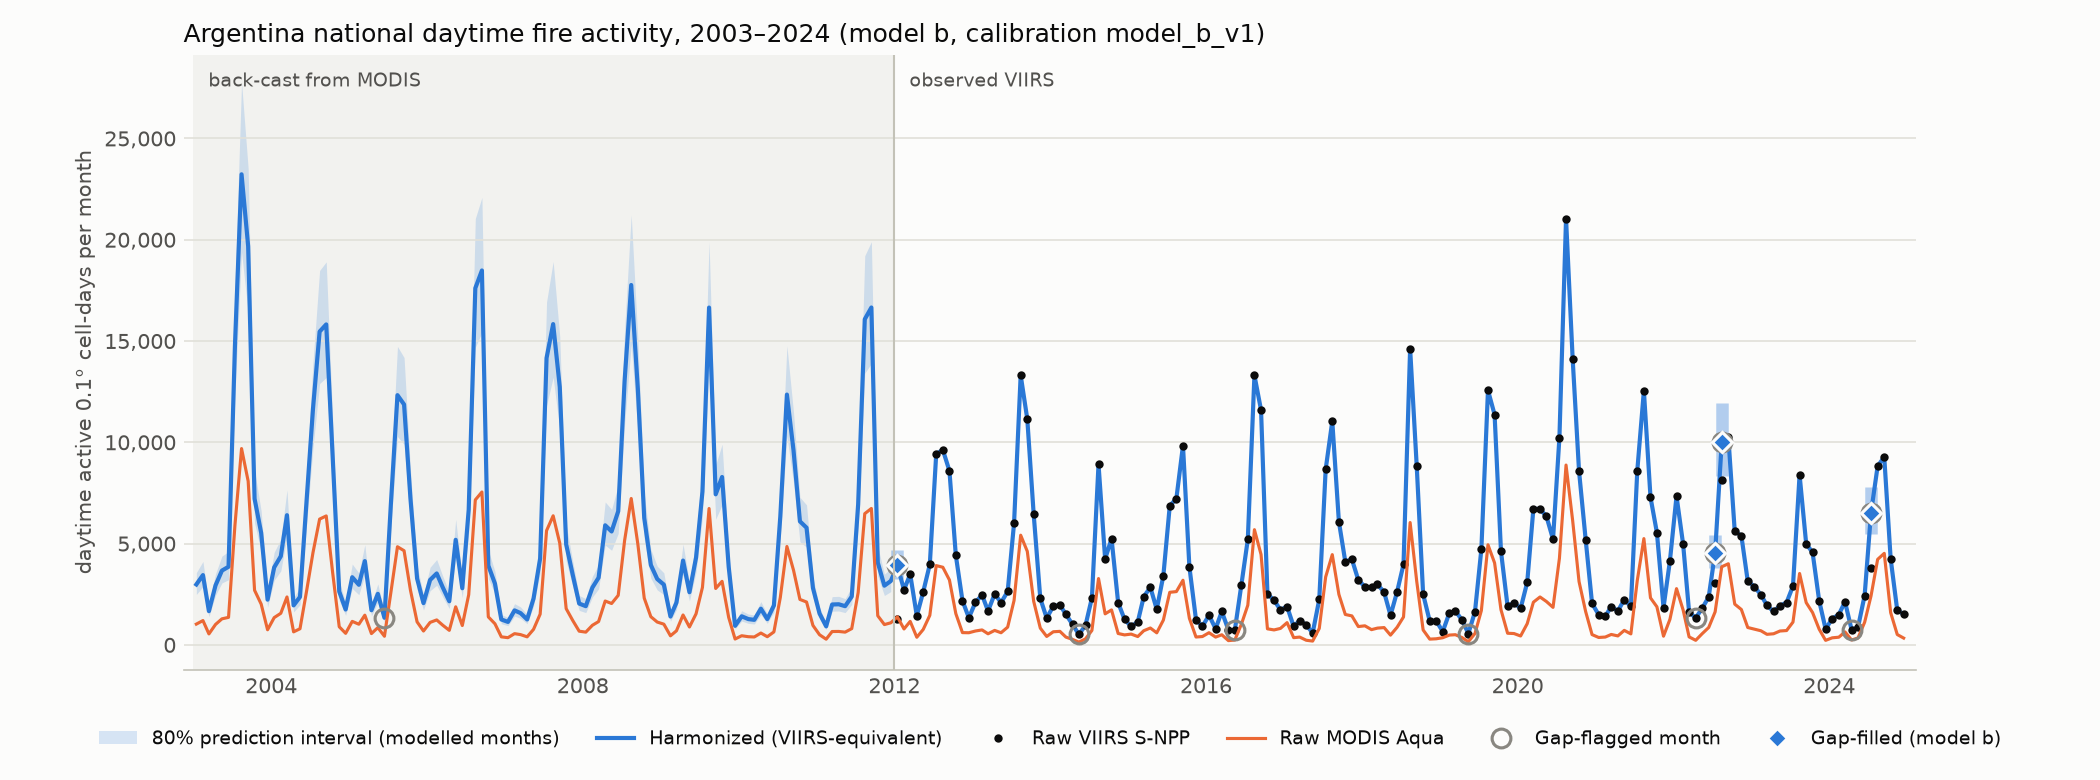 Argentina national daytime fire activity, 2003–2024 (model b, calibration model_b_v1)
back-cast from MODIS
observed VIIRS
daytime active 0.1° cell-days per month
25,000
20,000
15,000
10,000
5,000
0
2004
2008
2012
2016
2020
2024
80% prediction interval (modelled months)
Harmonized (VIIRS-equivalent)
Raw VIIRS S-NPP
Raw MODIS Aqua
Gap-flagged month
Gap-filled (model b)